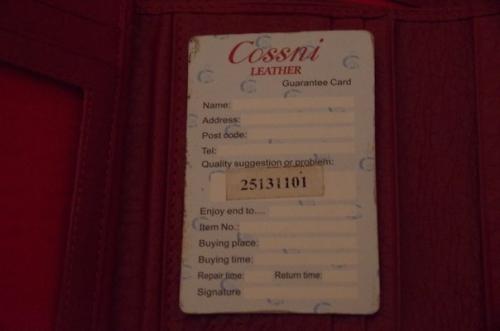 Cossni
LEATHER
Guarantee Card
Name:
Address:
Post code:
Tel:
Quality suggestion or problem:
25131101
Enjoy end to....
Item No.:
Buying place:
Buying time:
Repair time: Return time:
Signature